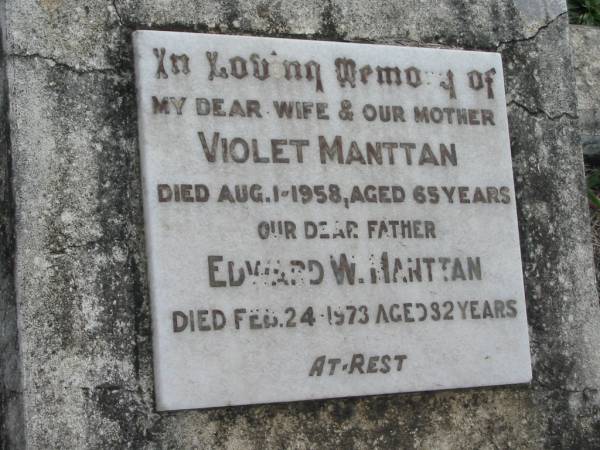 In Loving Memory of
MY DEAR WIFE & OUR MOTHER
VIOLET MANTTAN
DIED AUG. 1-1958, AGED 65 YEARS
OUR DEAR FATHER
EDWARD W. MANTTAN
DIED FEB. 24-1973 AGED 82 YEARS
AT-REST